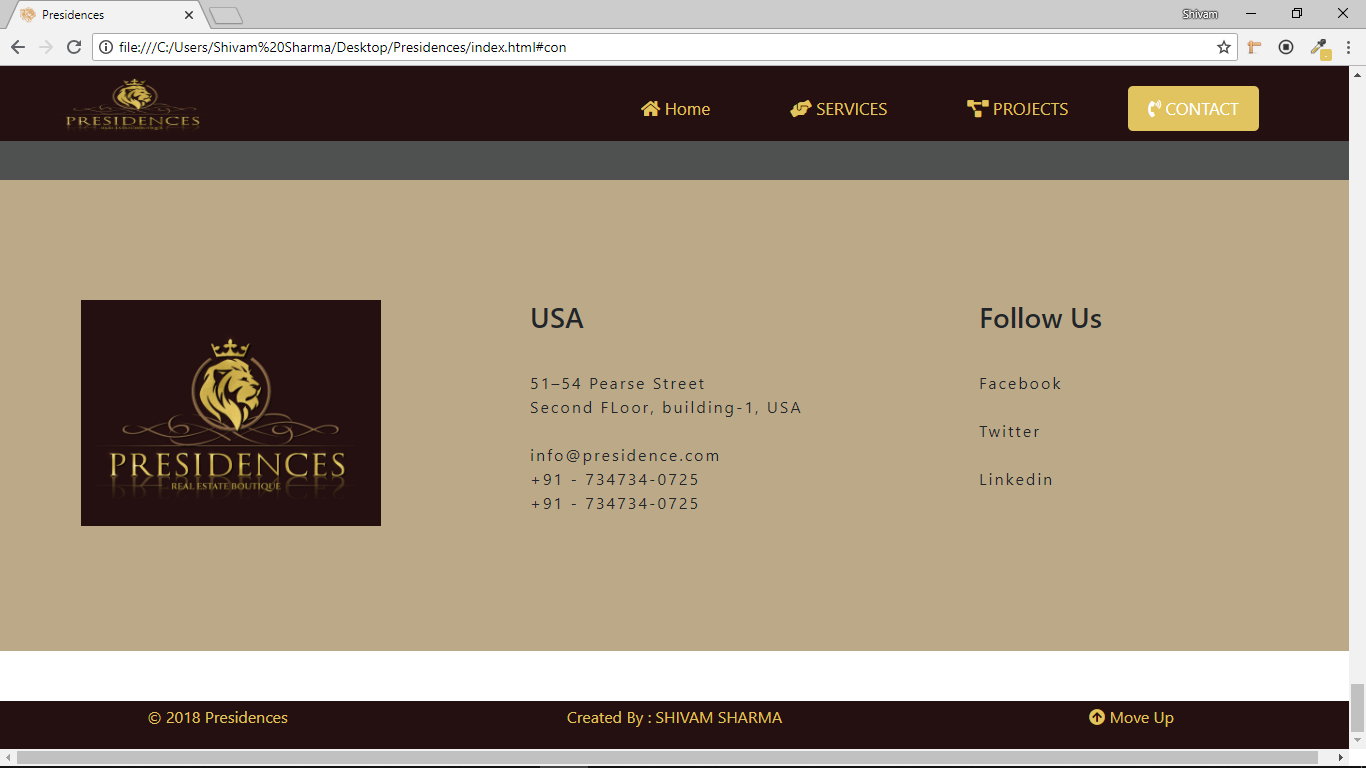 Presidences
Shivam
file:///C:/Users/Shivam%20Sharma/Desktop/Presidences/index.html#con
PRESIDENCES
Home
SERVICES
PROJECTS
CONTACT
PRESIDENCES
REAL ESTATE BOUTIQUE
USA
51–54 Pearse Street
Second FLoor, building-1, USA
info@presidence.com
+91 - 734734-0725
+91 - 734734-0725
Follow Us
Facebook
Twitter
Linkedin
© 2018 Presidences
Created By : SHIVAM SHARMA
Move Up